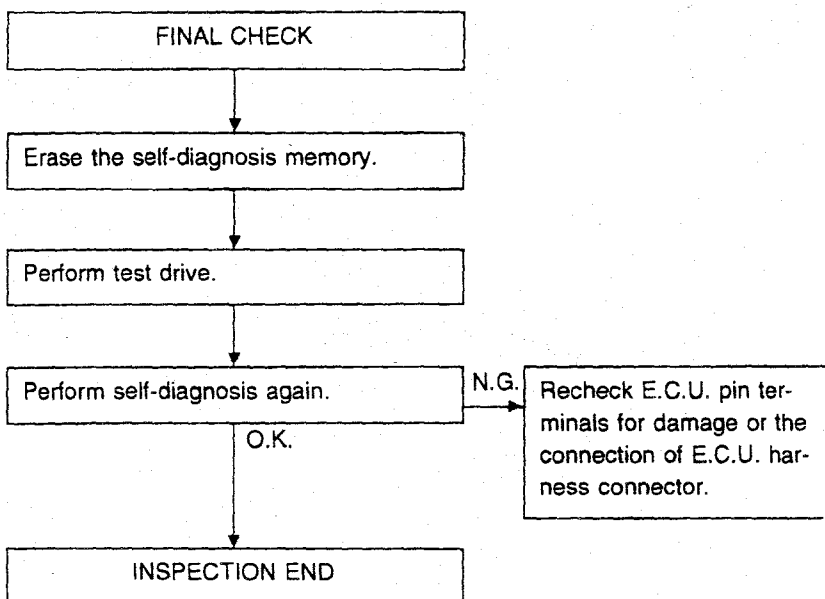 FINAL CHECK
Erase the self-diagnosis memory.
Perform test drive.
Perform self-diagnosis again.
N.G.
Recheck E.C.U. pin ter-
minals for damage or the
connection of E.C.U. har-
ness connector.
O.K.
INSPECTION END